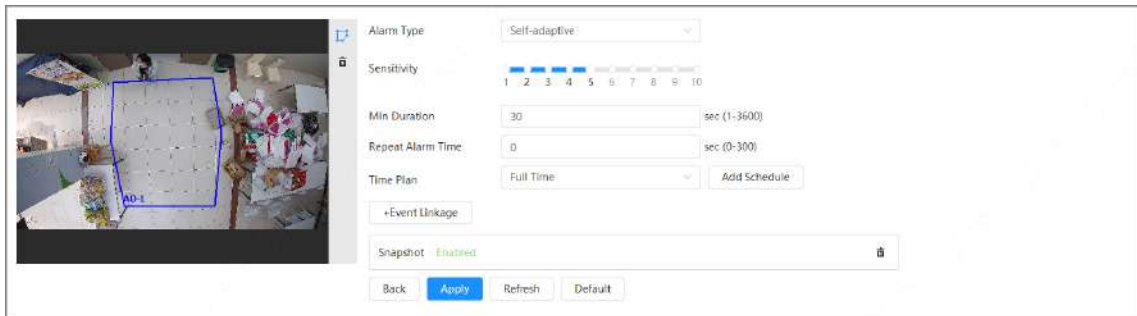 Alarm Type
Self-adaptive
Sensitivity
1 2 3 4 5 6 7 8 9 10
Min Duration
30
sec (1-3600)
Repeat Alarm Time
0
sec (0-300)
Time Plan
Full Time
Add Schedule
+Event Linkage
AO-1
Snapshot Enabled
Back
Apply
Refresh
Default